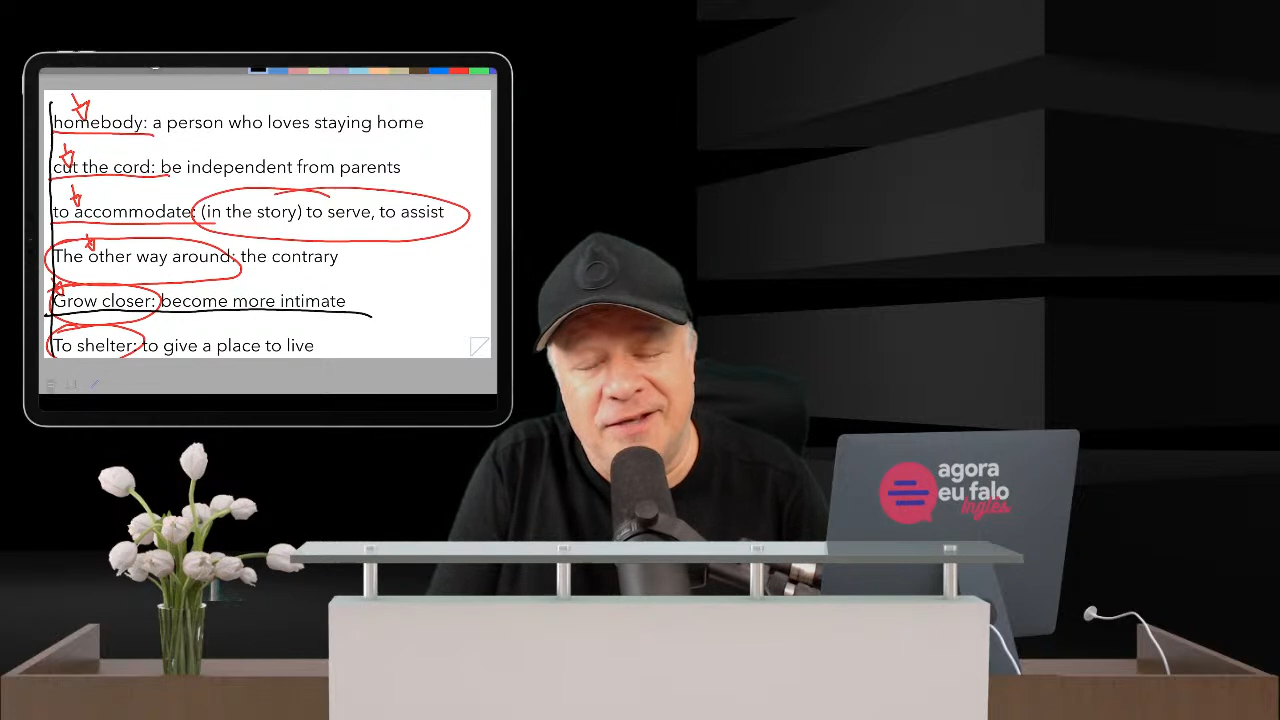 homebody: a person who loves staying home
cut the cord: be independent from parents
to accommodate: (in the story) to serve, to assist
The other way around: the contrary
Grow closer: become more intimate
To shelter: to give a place to live
agora
eu falo
inglês